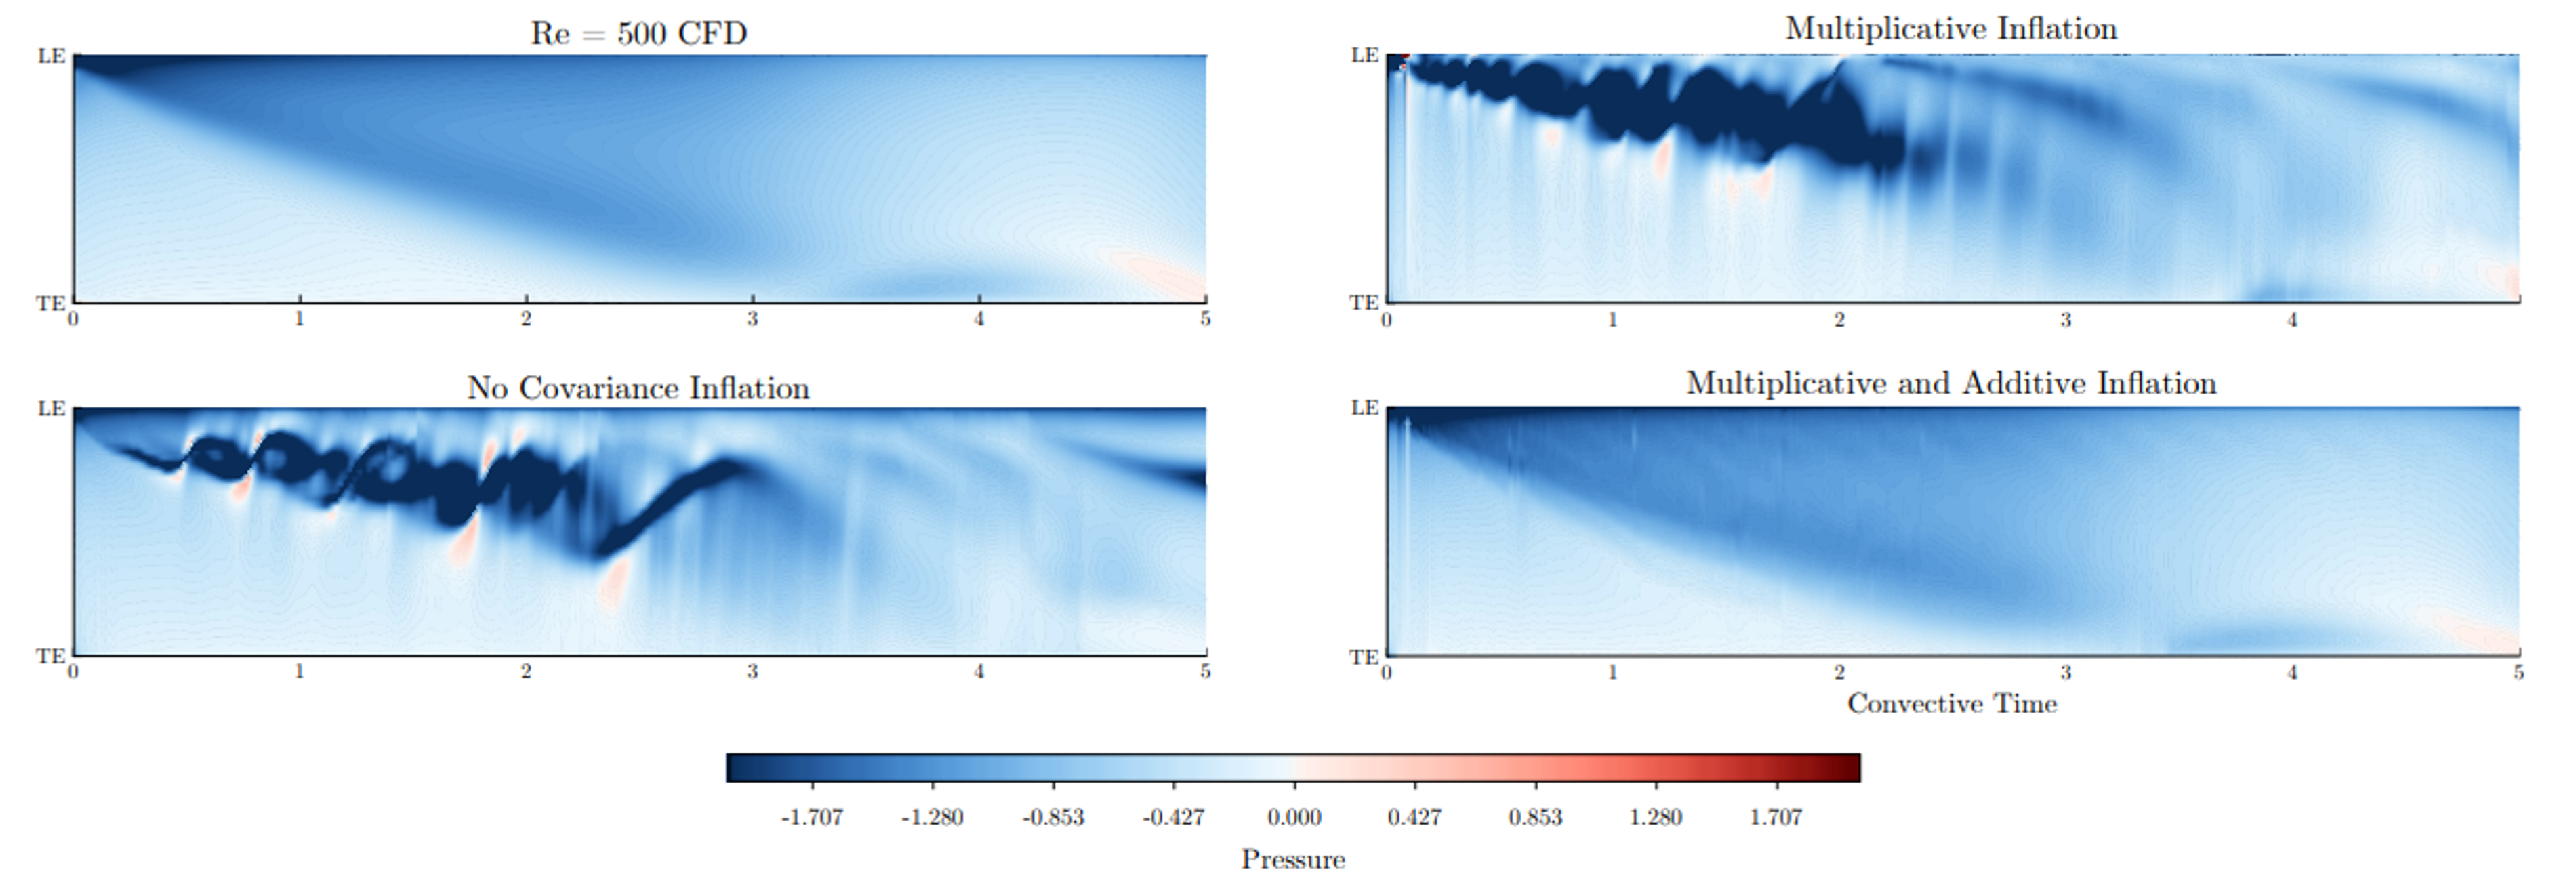 Re = 500 CFD
LE
TE
0 1 2 3 4 5
Multiplicative Inflation
LE
TE
0 1 2 3 4
No Covariance Inflation
LE
TE
0 1 2 3 4 5
Multiplicative and Additive Inflation
LE
TE
0 1 2 3 4 5
Convective Time
-1.707 -1.280 -0.853 -0.427 0.000 0.427 0.853 1.280 1.707
Pressure